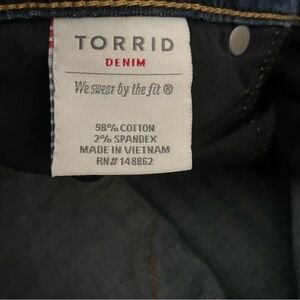 TORRID
DENIM
We swear by the fit ®
98% COTTON
2% SPANDEX
MADE IN VIETNAM
RN# 148862